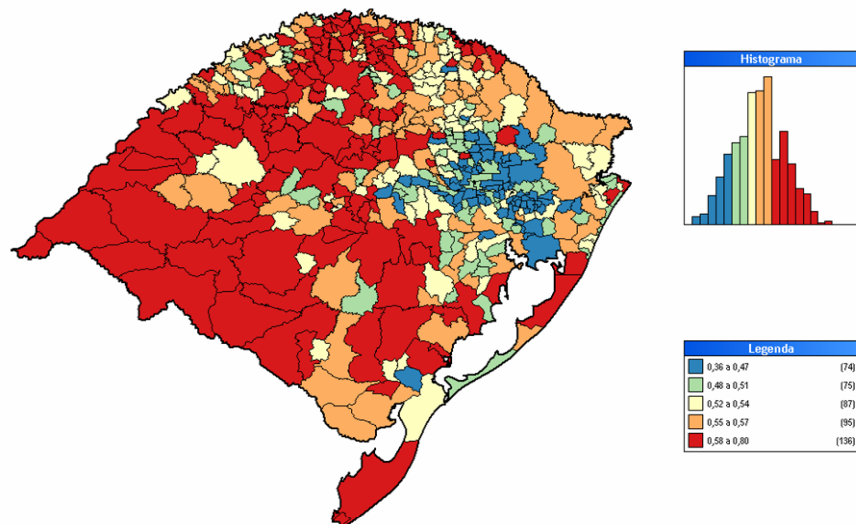 Histograma
Legenda
0,36 a 0,47 (74)
0,48 a 0,51 (75)
0,52 a 0,54 (87)
0,55 a 0,57 (95)
0,58 a 0,80 (136)